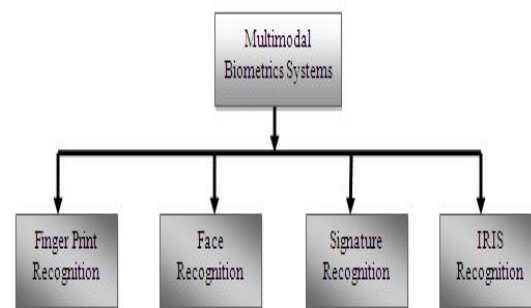 Multimodal
Biometrics Systems
Finger Print
Recognition
Face
Recognition
Signature
Recognition
IRIS
Recognition